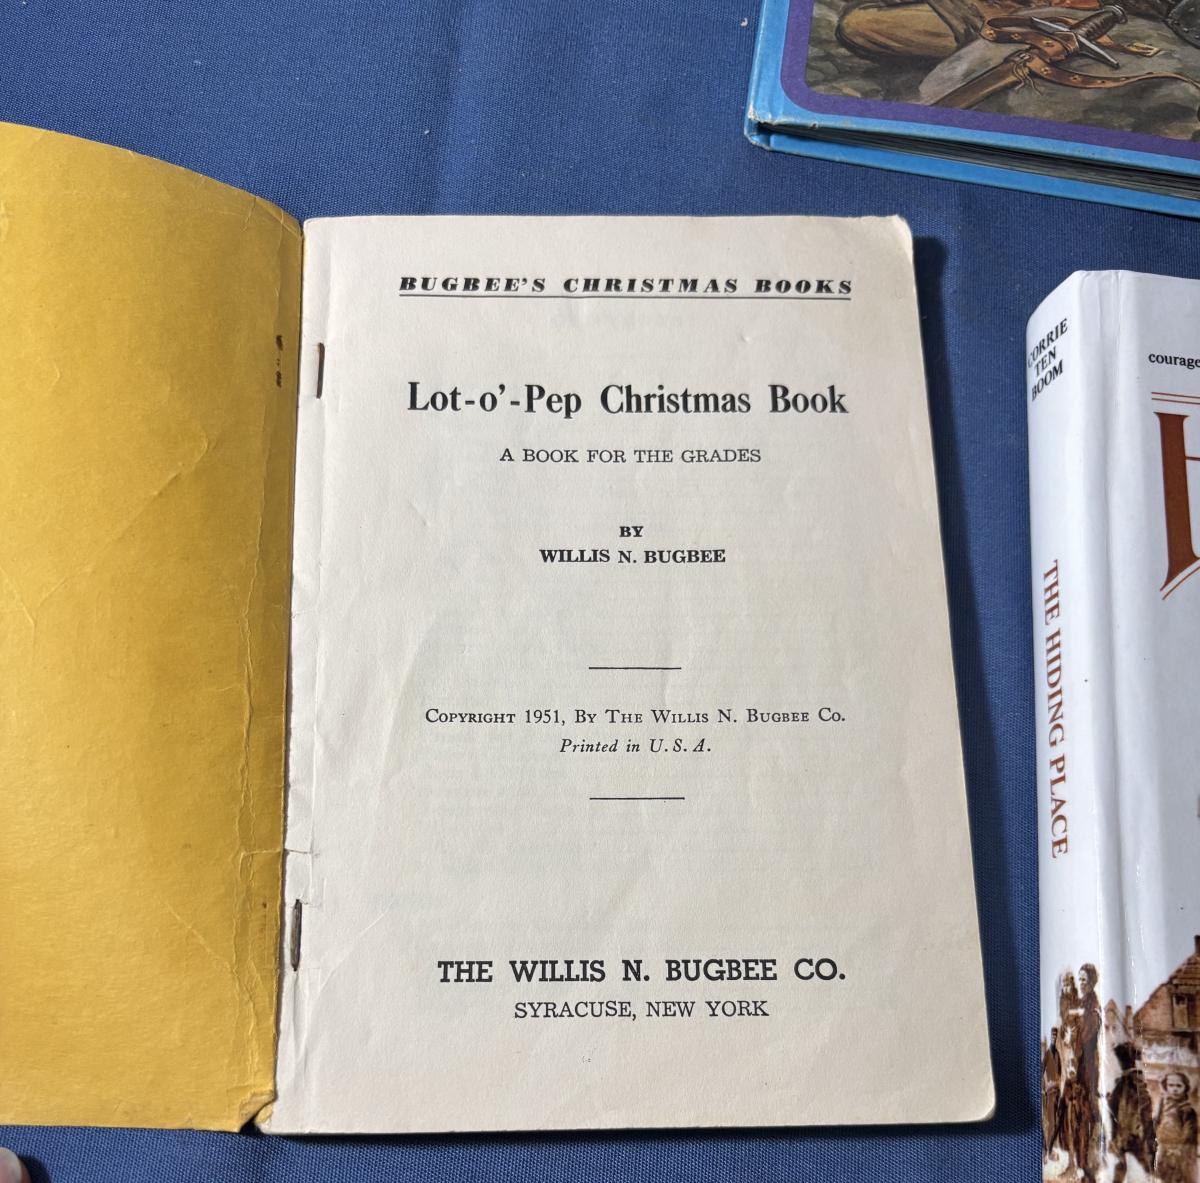 BUGBEE'S CHRISTMAS BOOKS
Lot-o'-Pep Christmas Book
A BOOK FOR THE GRADES
BY
WILLIS N. BUGBEE
COPYRIGHT 1951, BY THE WILLIS N. BUGBEE CO.
Printed in U. S. A.
THE WILLIS N. BUGBEE CO.
SYRACUSE, NEW YORK
CORRIE
TEN
BOOM
THE HIDING PLACE
courage